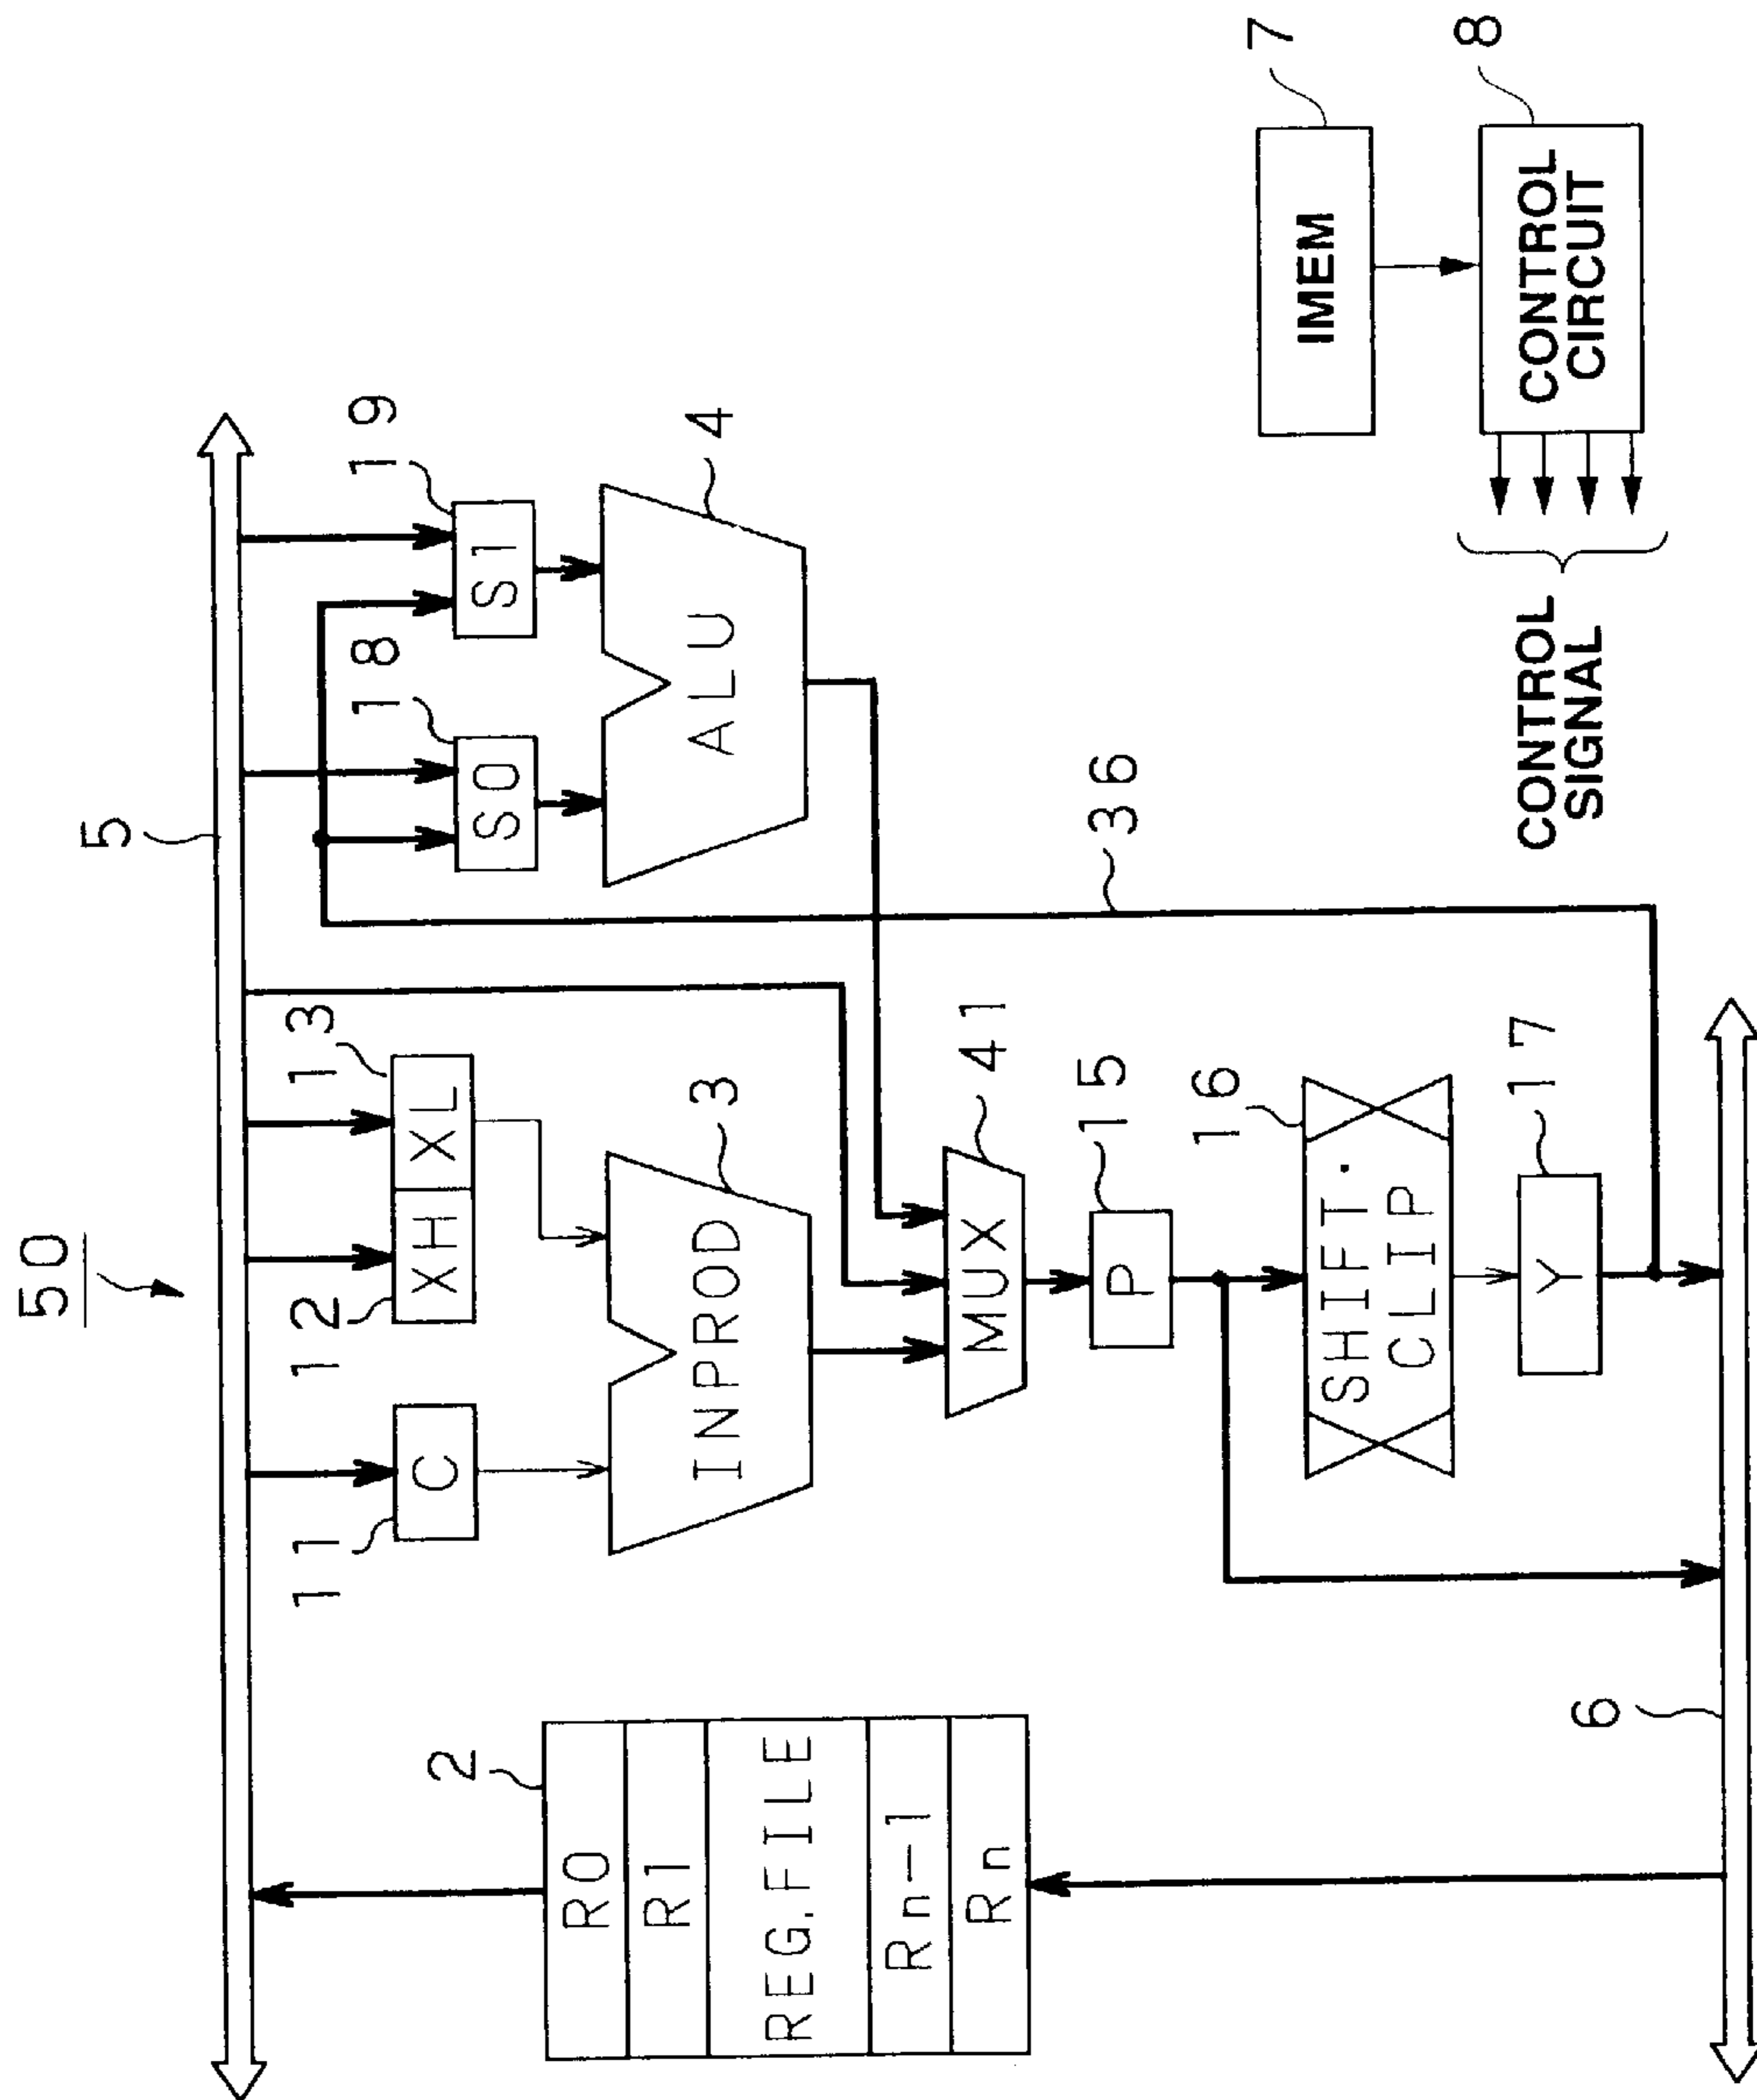 50
5
11
C
12
13
XH
XL
18
19
S0
S1
2
R0
R1
REG.FILE
Rn-1
Rn
INPROD
3
ALU
4
MUX
41
P
15
36
SHIFT·
CLIP
16
Y
17
6
IMEM
7
CONTROL
CIRCUIT
8
CONTROL
SIGNAL